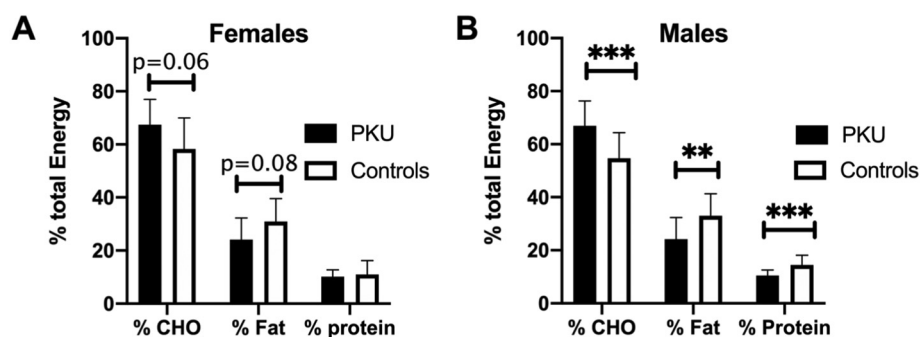 A
Females
% total Energy
100
80
60
40
20
0
p=0.06
p=0.08
PKU
Controls
% CHO
% Fat
% protein
B
Males
% total Energy
100
80
60
40
20
0
***
**
***
PKU
Controls
% CHO
% Fat
% Protein